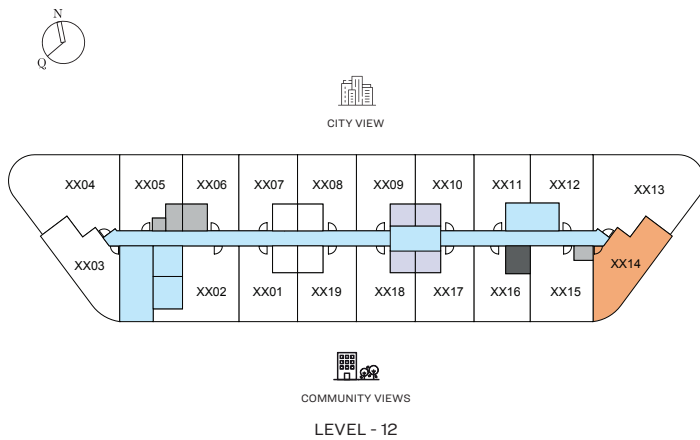 N
Q
CITY VIEW
XX04 XX05 XX06 XX07 XX08 XX09 XX10 XX11 XX12 XX13
XX03 XX14
XX02 XX01 XX19 XX18 XX17 XX16 XX15
COMMUNITY VIEWS
LEVEL - 12